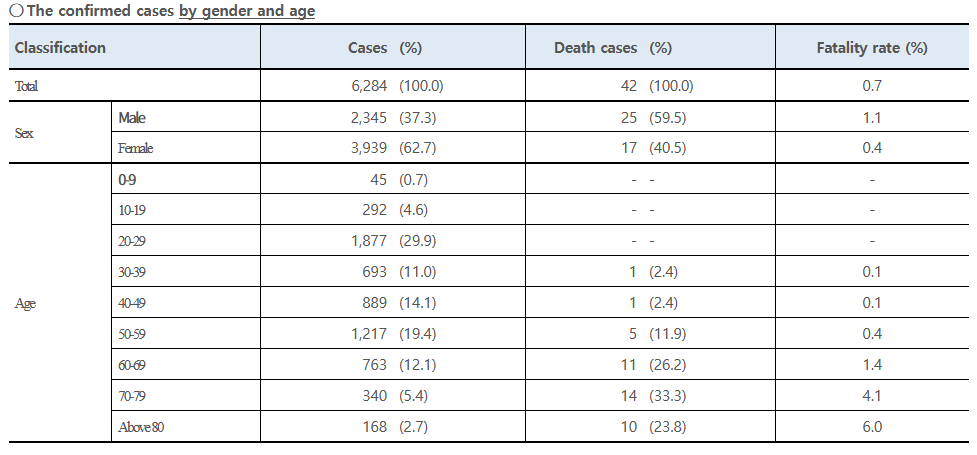 ○ The confirmed cases by gender and age
Classification Cases (%) Death cases (%) Fatality rate (%)
Total 6,284 (100.0) 42 (100.0) 0.7
Sex Male 2,345 (37.3) 25 (59.5) 1.1
Female 3,939 (62.7) 17 (40.5) 0.4
Age 0-9 45 (0.7) - - -
10-19 292 (4.6) - - -
20-29 1,877 (29.9) - - -
30-39 693 (11.0) 1 (2.4) 0.1
40-49 889 (14.1) 1 (2.4) 0.1
50-59 1,217 (19.4) 5 (11.9) 0.4
60-69 763 (12.1) 11 (26.2) 1.4
70-79 340 (5.4) 14 (33.3) 4.1
Above 80 168 (2.7) 10 (23.8) 6.0